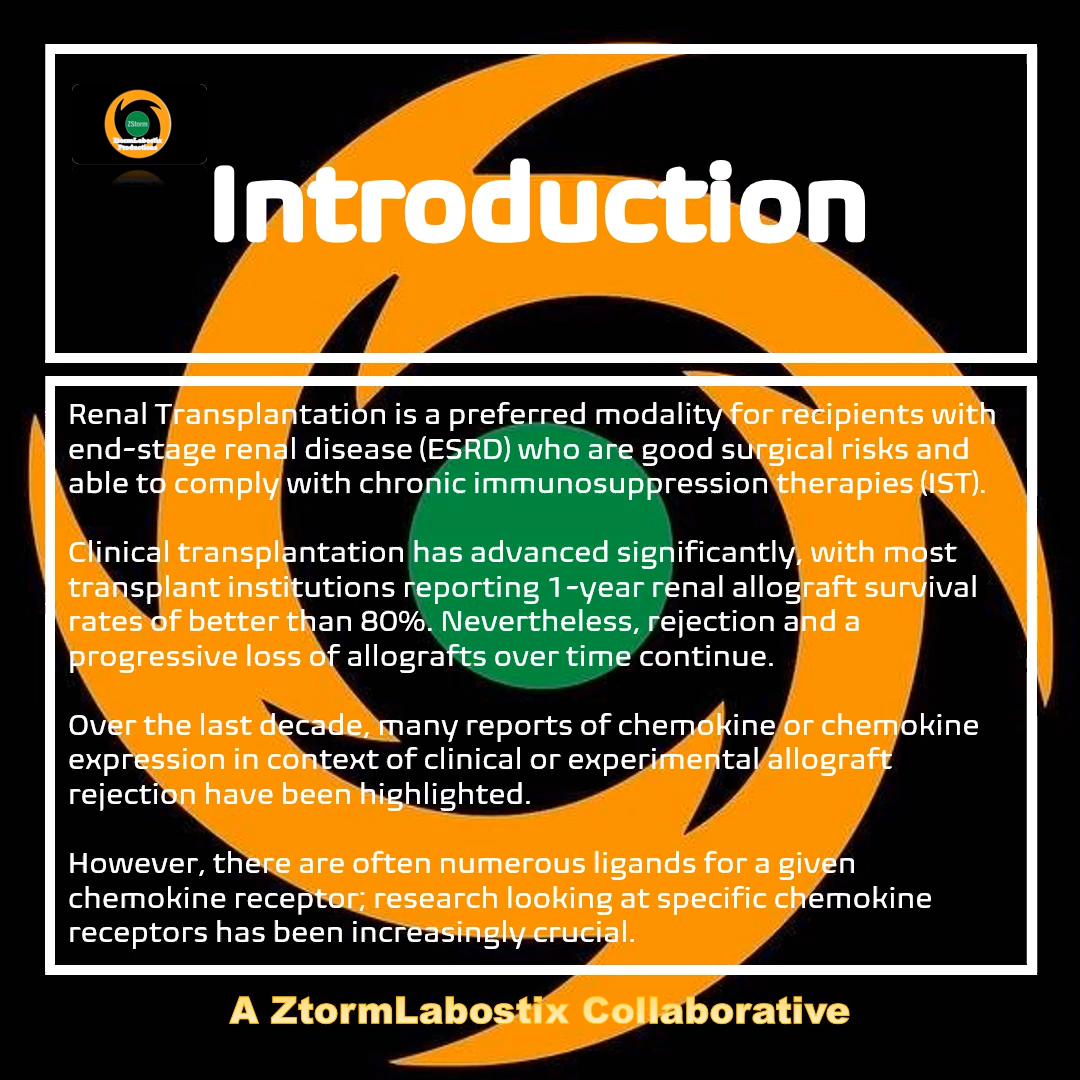 ZStorm
ZtormLabostix
Productions
Introduction
Renal Transplantation is a preferred modality for recipients with
end-stage renal disease (ESRD) who are good surgical risks and
able to comply with chronic immunosuppression therapies (IST).
Clinical transplantation has advanced significantly, with most
transplant institutions reporting 1-year renal allograft survival
rates of better than 80%. Nevertheless, rejection and a
progressive loss of allografts over time continue.
Over the last decade, many reports of chemokine or chemokine
expression in context of clinical or experimental allograft
rejection have been highlighted.
However, there are often numerous ligands for a given
chemokine receptor; research looking at specific chemokine
receptors has been increasingly crucial.
A ZtormLabostix Collaborative